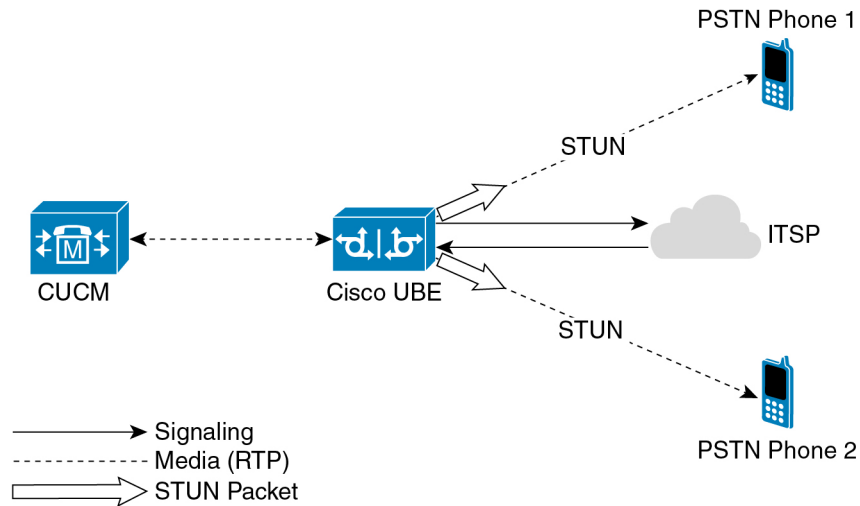 PSTN Phone 1
STUN
ITSP
M
CUCM
Cisco UBE
STUN
Signaling
Media (RTP)
STUN Packet
PSTN Phone 2